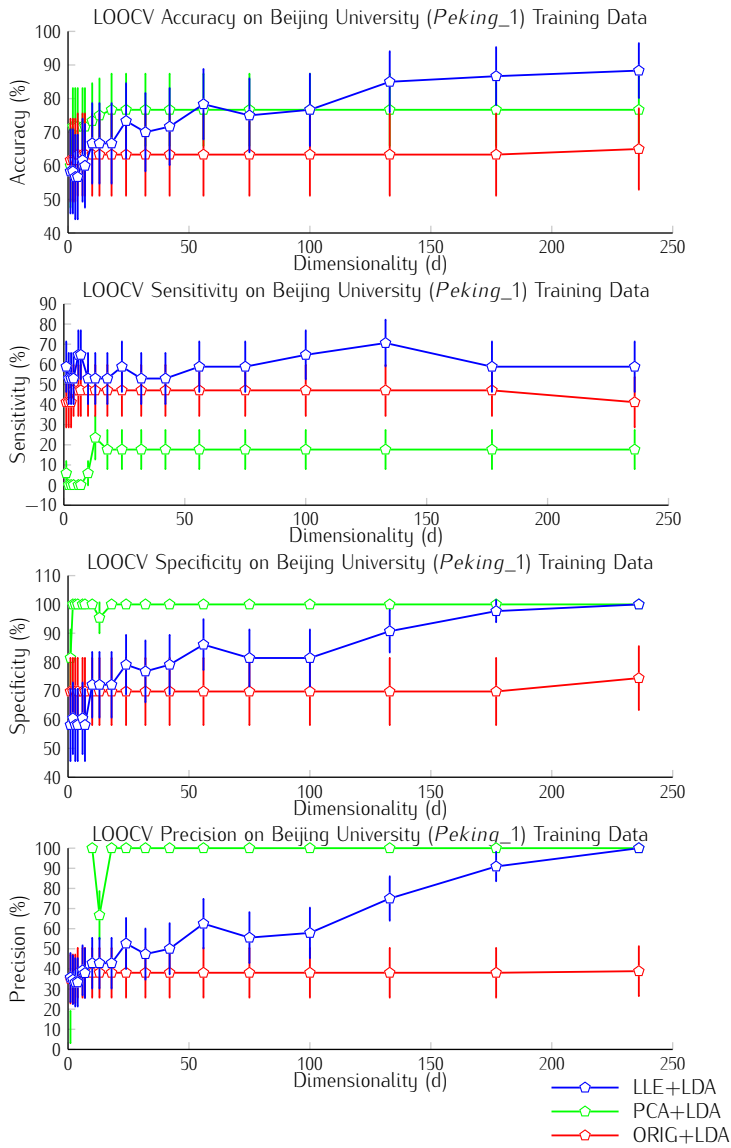 LOOCV Accuracy on Beijing University (Peking_1) Training Data
100
90
80
70
60
50
40
Accuracy (%)
0 50 100 150 200 250
Dimensionality (d)
LOOCV Sensitivity on Beijing University (Peking_1) Training Data
90
80
70
60
50
40
30
20
10
0
−10
Sensitivity (%)
0 50 100 150 200 250
Dimensionality (d)
LOOCV Specificity on Beijing University (Peking_1) Training Data
110
100
90
80
70
60
50
40
Specificity (%)
0 50 100 150 200 250
Dimensionality (d)
LOOCV Precision on Beijing University (Peking_1) Training Data
100
90
80
70
60
50
40
30
20
10
0
Precision (%)
0 50 100 150 200 250
Dimensionality (d)
LLE+LDA
PCA+LDA
ORIG+LDA